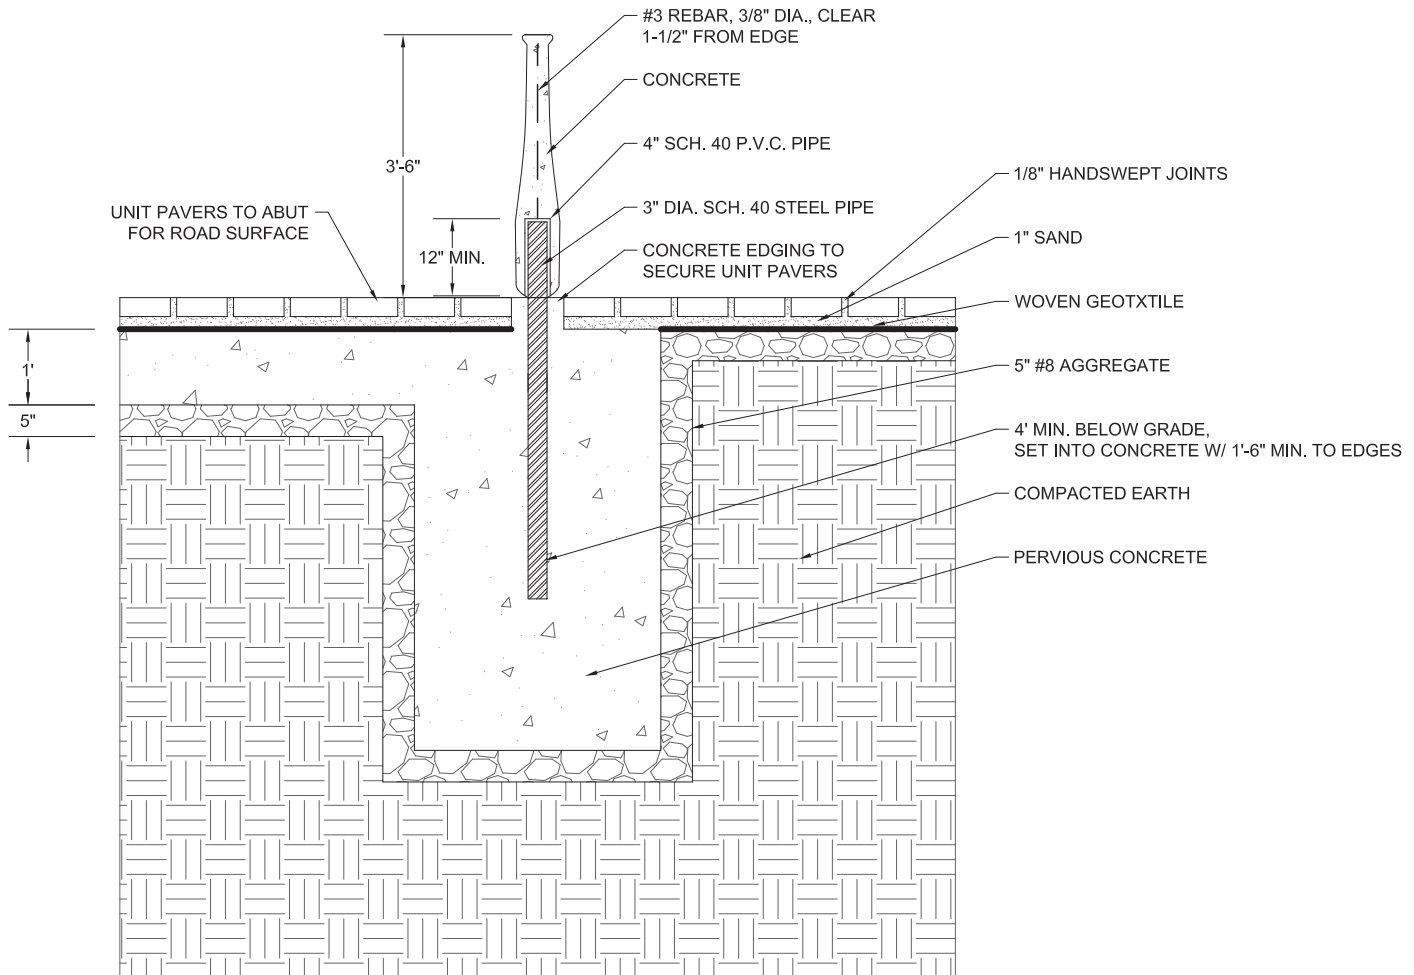 #3 REBAR, 3/8" DIA., CLEAR
1-1/2" FROM EDGE
CONCRETE
4" SCH. 40 P.V.C. PIPE
3'-6"
1/8" HANDSWEPT JOINTS
UNIT PAVERS TO ABUT
FOR ROAD SURFACE
3" DIA. SCH. 40 STEEL PIPE
12" MIN.
CONCRETE EDGING TO
SECURE UNIT PAVERS
1" SAND
WOVEN GEOTXTILE
1'
5" #8 AGGREGATE
5"
4' MIN. BELOW GRADE,
SET INTO CONCRETE W/ 1'-6" MIN. TO EDGES
COMPACTED EARTH
PERVIOUS CONCRETE